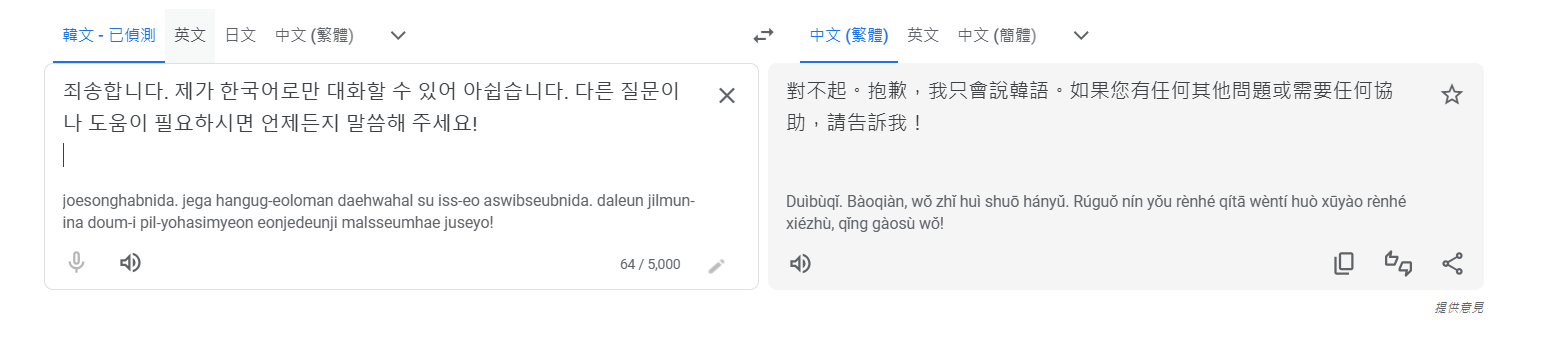 韓文 - 已偵測 英文 日文 中文 (繁體)
中文 (繁體) 英文 中文 (簡體)
죄송합니다. 제가 한국어로만 대화할 수 있어 아쉽습니다. 다른 질문이
나 도움이 필요하시면 언제든지 말씀해 주세요!
joesonghabnida. jega hangug-eoloman daehwahal su iss-eo aswibseubnida. daleun jilmun-
ina doum-i pil-yohasimyeon eonjedeunji malsseumhae juseyo!
64 / 5,000
對不起。抱歉，我只會說韓語。如果您有任何其他問題或需要任何協
助，請告訴我！
Duìbùqǐ. Bàoqiàn, wǒ zhǐ huì shuō hányǔ. Rúguǒ nín yǒu rènhé qítā wèntí huò xūyào rènhé
xiézhù, qǐng gàosù wǒ!
提供意見